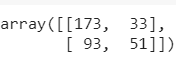 array([[173,  33],
       [ 93,  51]])